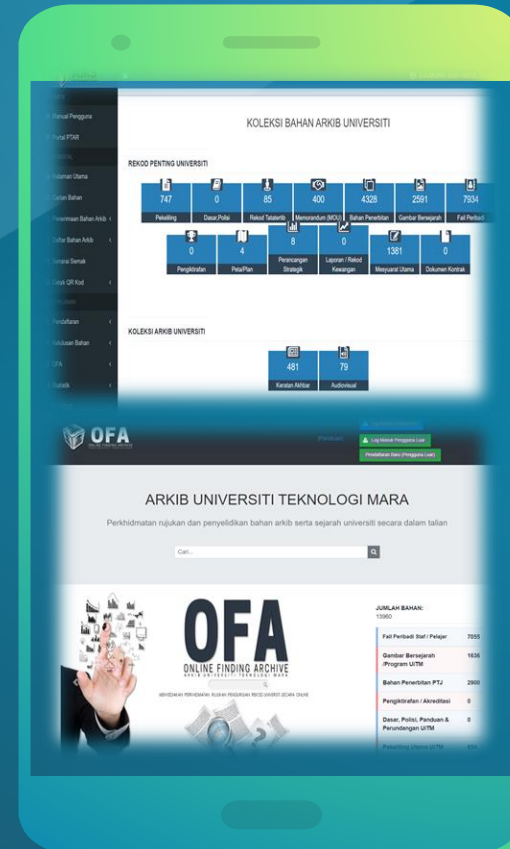 Manual Pengguna
Portal PTAR
Halaman Utama
Carian Bahan
Penerimaan Bahan Arkib
Daftar Bahan Arkib
Senarai Semak
Cetak QR Kod
Pendaftaran
Bahan
OFA
Statistik
KOLEKSI BAHAN ARKIB UNIVERSITI
REKOD PENTING UNIVERSITI
747 0 85 400 4328 2591 7934
Pekeliling Dasar,Polisi Rekod Tatatertib Memorandum (MOU) Bahan Penerbitan Gambar Bersejarah Fail Peribadi
0 4 8 0 1381 0
Pengiktirafan Peta/Plan Perancangan Strategik Laporan / Rekod Kewangan Mesyuarat Utama Dokumen Kontrak
KOLEKSI ARKIB UNIVERSITI
481 79
Keratan Akhbar Audiovisual
OFA
Panduan
Log Masuk Pengguna Luar
Pendaftaran Baru (Pengguna Luar)
ARKIB UNIVERSITI TEKNOLOGI MARA
Perkhidmatan rujukan dan penyelidikan bahan arkib serta sejarah universiti secara dalam talian
Cari...
OFA
ONLINE FINDING ARCHIVE
ARKIB UNIVERSITI TEKNOLOGI MARA
JUMLAH BAHAN:
13960
Fail Peribadi Staf / Pelajar 7055
Gambar Bersejarah 1636
/Program UiTM
Bahan Penerbitan PTJ 2900
Pengiktirafan / Akreditasi 0
Dasar, Polisi, Panduan & 0
Perundangan UiTM
Pekeliling Utama UiTM